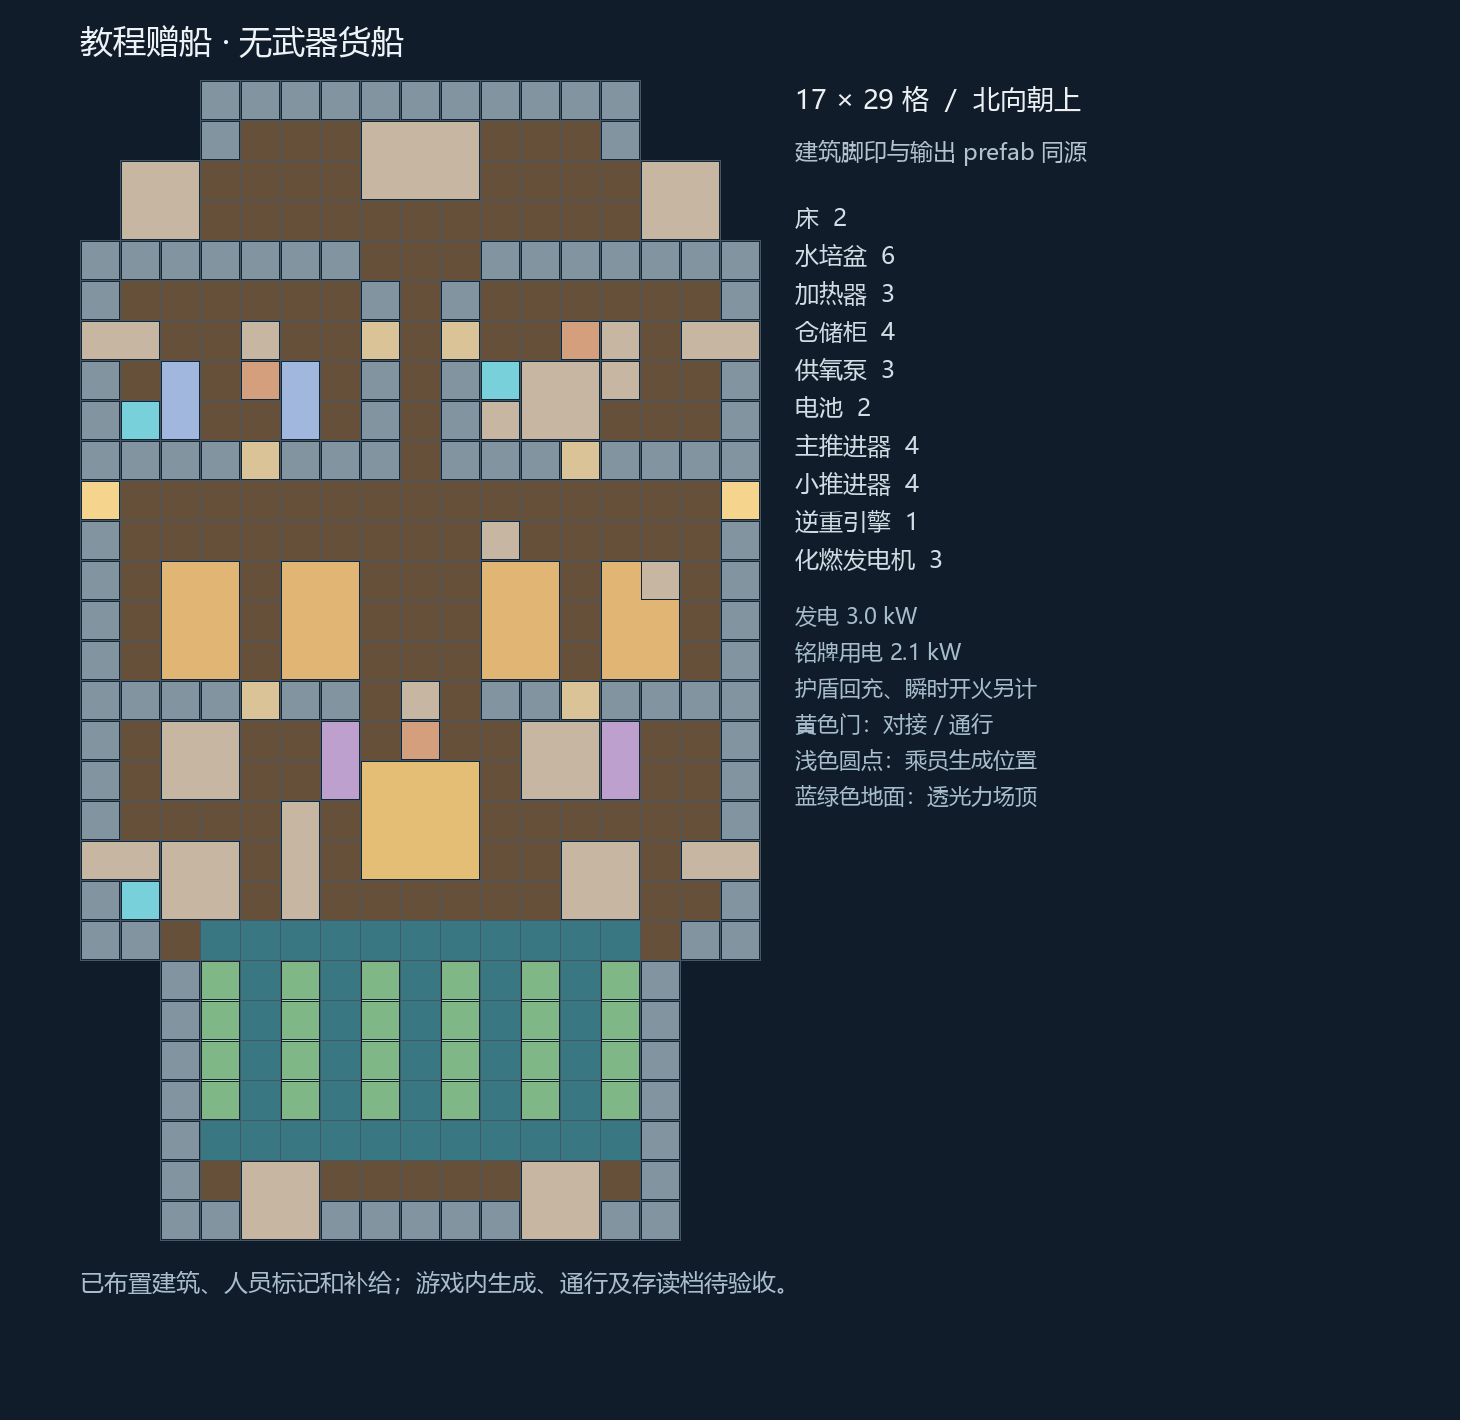 教程赠船 · 无武器货船
17 × 29 格 / 北向朝上
建筑脚印与输出 prefab 同源
床 2
水培盆 6
加热器 3
仓储柜 4
供氧泵 3
电池 2
主推进器 4
小推进器 4
逆重引擎 1
化燃发电机 3
发电 3.0 kW
铭牌用电 2.1 kW
护盾回充、瞬时开火另计
黄色门：对接 / 通行
浅色圆点：乘员生成位置
蓝绿色地面：透光力场顶
已布置建筑、人员标记和补给；游戏内生成、通行及存读档待验收。